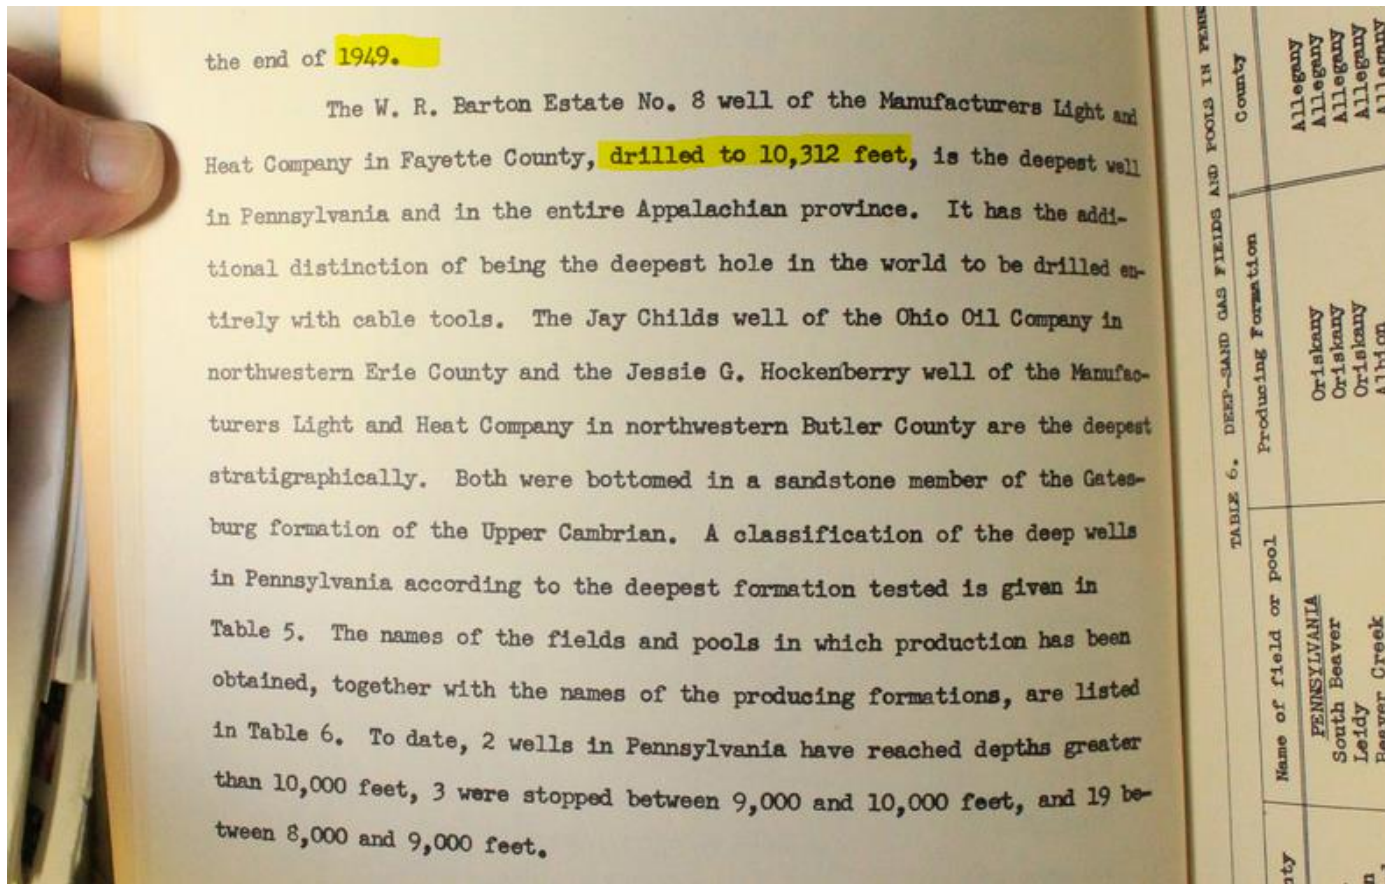 the end of 1949.
The W. R. Barton Estate No. 8 well of the Manufacturers Light and
Heat Company in Fayette County, drilled to 10,312 feet, is the deepest well
in Pennsylvania and in the entire Appalachian province. It has the addi-
tional distinction of being the deepest hole in the world to be drilled en-
tirely with cable tools. The Jay Childs well of the Ohio Oil Company in
northwestern Erie County and the Jessie G. Hockenberry well of the Manufac-
turers Light and Heat Company in northwestern Butler County are the deepest
stratigraphically. Both were bottomed in a sandstone member of the Gates-
burg formation of the Upper Cambrian. A classification of the deep wells
in Pennsylvania according to the deepest formation tested is given in
Table 5. The names of the fields and pools in which production has been
obtained, together with the names of the producing formations, are listed
in Table 6. To date, 2 wells in Pennsylvania have reached depths greater
than 10,000 feet, 3 were stopped between 9,000 and 10,000 feet, and 19 be-
tween 8,000 and 9,000 feet.
TABLE 6. DEEP-SAND GAS FIELDS AND POOLS IN PENN
Name of field or pool
Producing Formation
County
PENNSYLVANIA
South Beaver
Oriskany
Allegany
Leidy
Oriskany
Allegany
Beaver Creek
Oriskany
Allegany
Albion
Allegany
Allegany